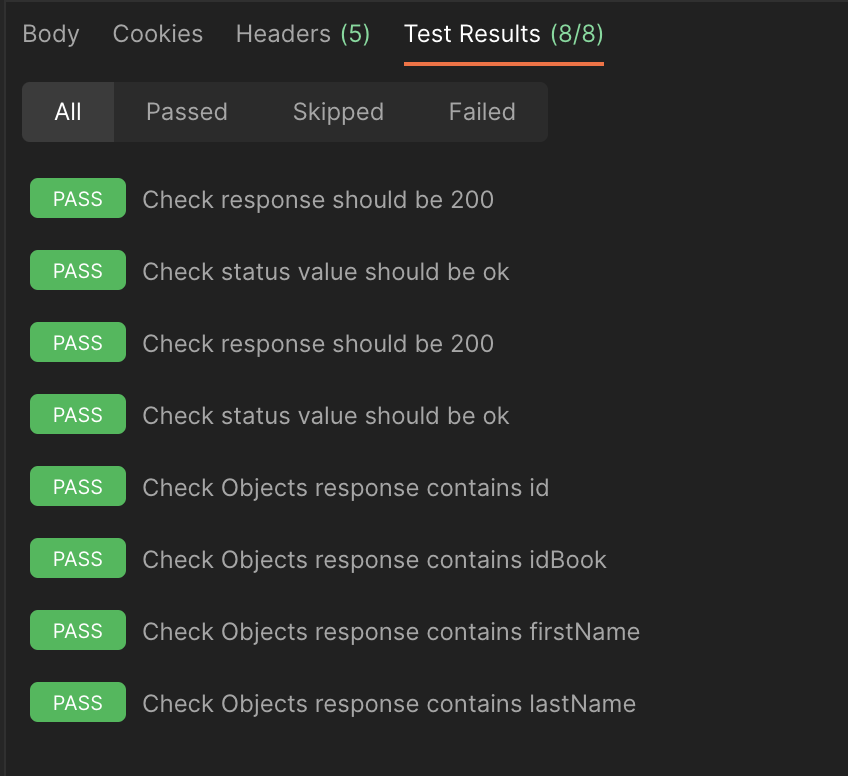 Body Cookies Headers (5) Test Results (8/8)
All Passed Skipped Failed
PASS Check response should be 200
PASS Check status value should be ok
PASS Check response should be 200
PASS Check status value should be ok
PASS Check Objects response contains id
PASS Check Objects response contains idBook
PASS Check Objects response contains firstName
PASS Check Objects response contains lastName